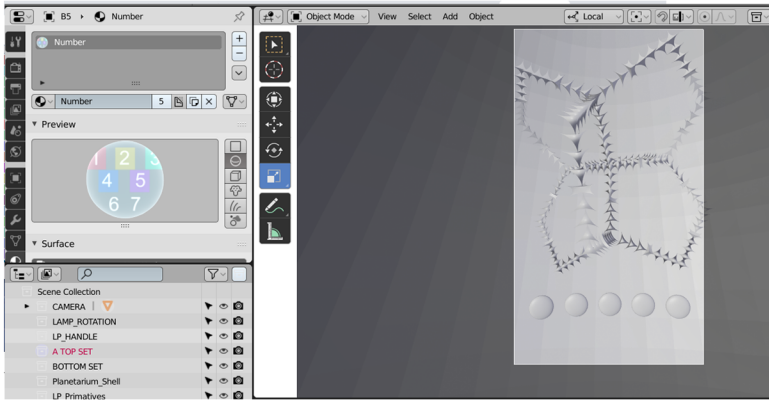 B5 Number
Object Mode View Select Add Object Local
Number
Number 5
Preview
1 2 3
4 5
6 7
Surface
Scene Collection
CAMERA
LAMP_ROTATION
LP_HANDLE
A TOP SET
BOTTOM SET
Planetarium_Shell
LP Primatives